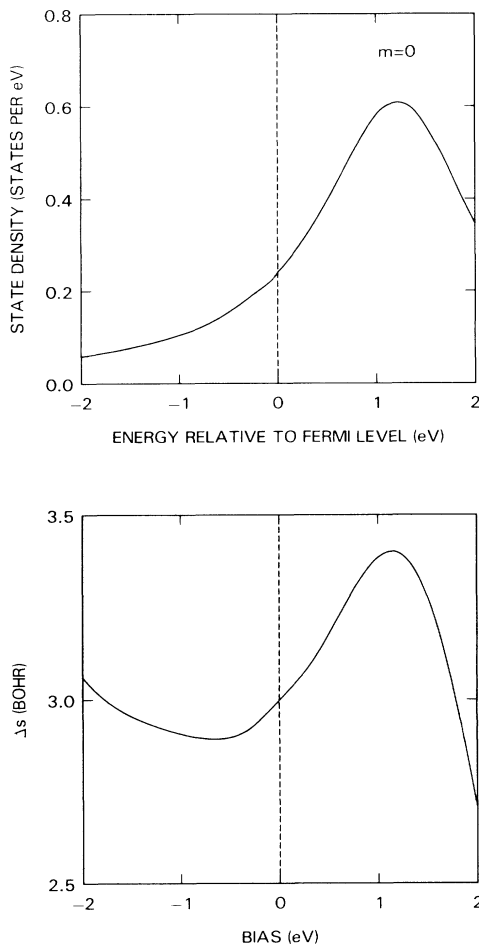 0.8
m=0
0.6
0.4
0.2
0.0
STATE DENSITY (STATES PER eV)
−2 −1 0 1 2
ENERGY RELATIVE TO FERMI LEVEL (eV)
3.5
3.0
2.5
Δs (BOHR)
−2 −1 0 1 2
BIAS (eV)